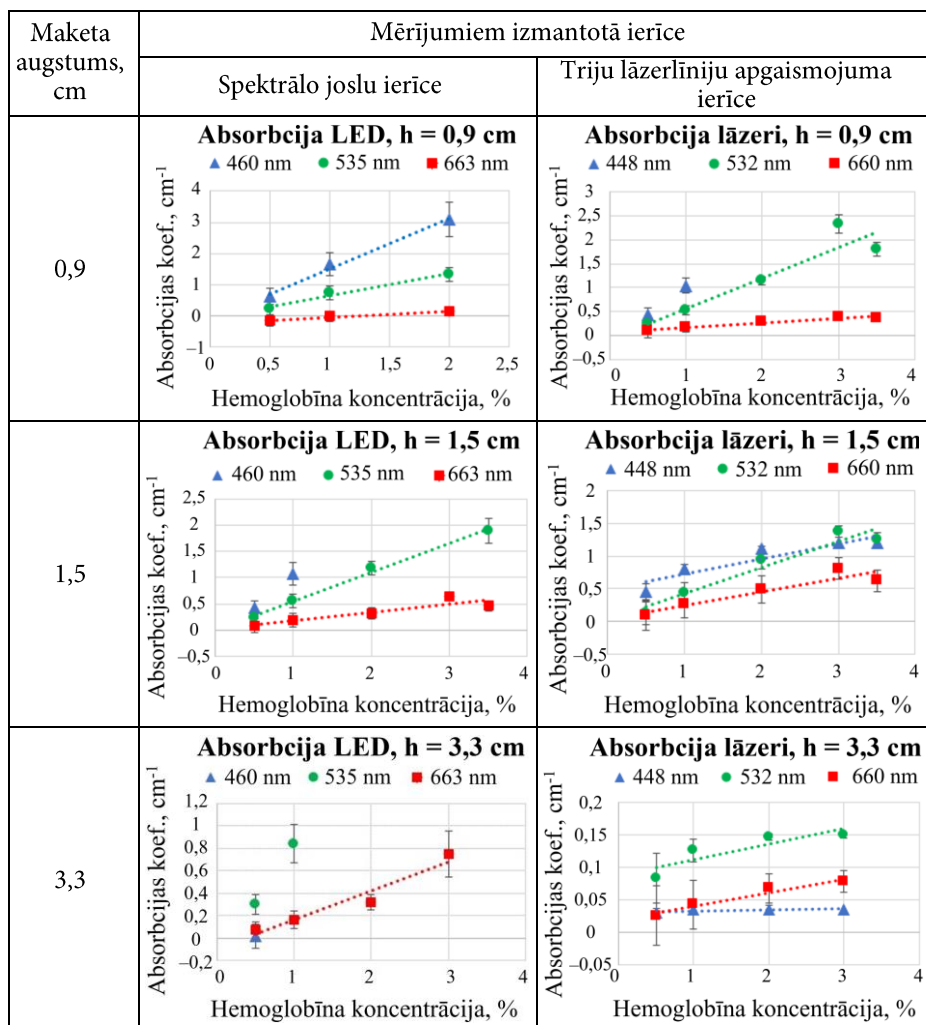 Maketa
augstums,
cm
Mērījumiem izmantotā ierīce
Spektrālo joslu ierīce
Triju lāzerlīniju apgaismojuma
ierīce
0,9
Absorbcija LED, h = 0,9 cm
460 nm 535 nm 663 nm
Absorbcijas koef., cm-1
4
3
2
1
0
–1
0 0,5 1 1,5 2 2,5
Hemoglobīna koncentrācija, %
Absorbcija lāzeri, h = 0,9 cm
448 nm 532 nm 660 nm
Absorbcijas koef., cm-1
3
2,5
2
1,5
1
0,5
0
–0,5
0 1 2 3 4
Hemoglobīna koncentrācija, %
1,5
Absorbcija LED, h = 1,5 cm
460 nm 535 nm 663 nm
Absorbcijas koef., cm-1
2,5
2
1,5
1
0,5
0
–0,5
0 1 2 3 4
Hemoglobīna koncentrācija, %
Absorbcija lāzeri, h = 1,5 cm
448 nm 532 nm 660 nm
Absorbcijas koef., cm-1
2
1,5
1
0,5
0
–0,5
0 1 2 3 4
Hemoglobīna koncentrācija, %
3,3
Absorbcija LED, h = 3,3 cm
460 nm 535 nm 663 nm
Absorbcijas koef., cm-1
1,2
1
0,8
0,6
0,4
0,2
0
–0,2
0 1 2 3 4
Hemoglobīna koncentrācija, %
Absorbcija lāzeri, h = 3,3 cm
448 nm 532 nm 660 nm
Absorbcijas koef., cm-1
0,2
0,15
0,1
0,05
0
–0,05
0 1 2 3 4
Hemoglobīna koncentrācija, %